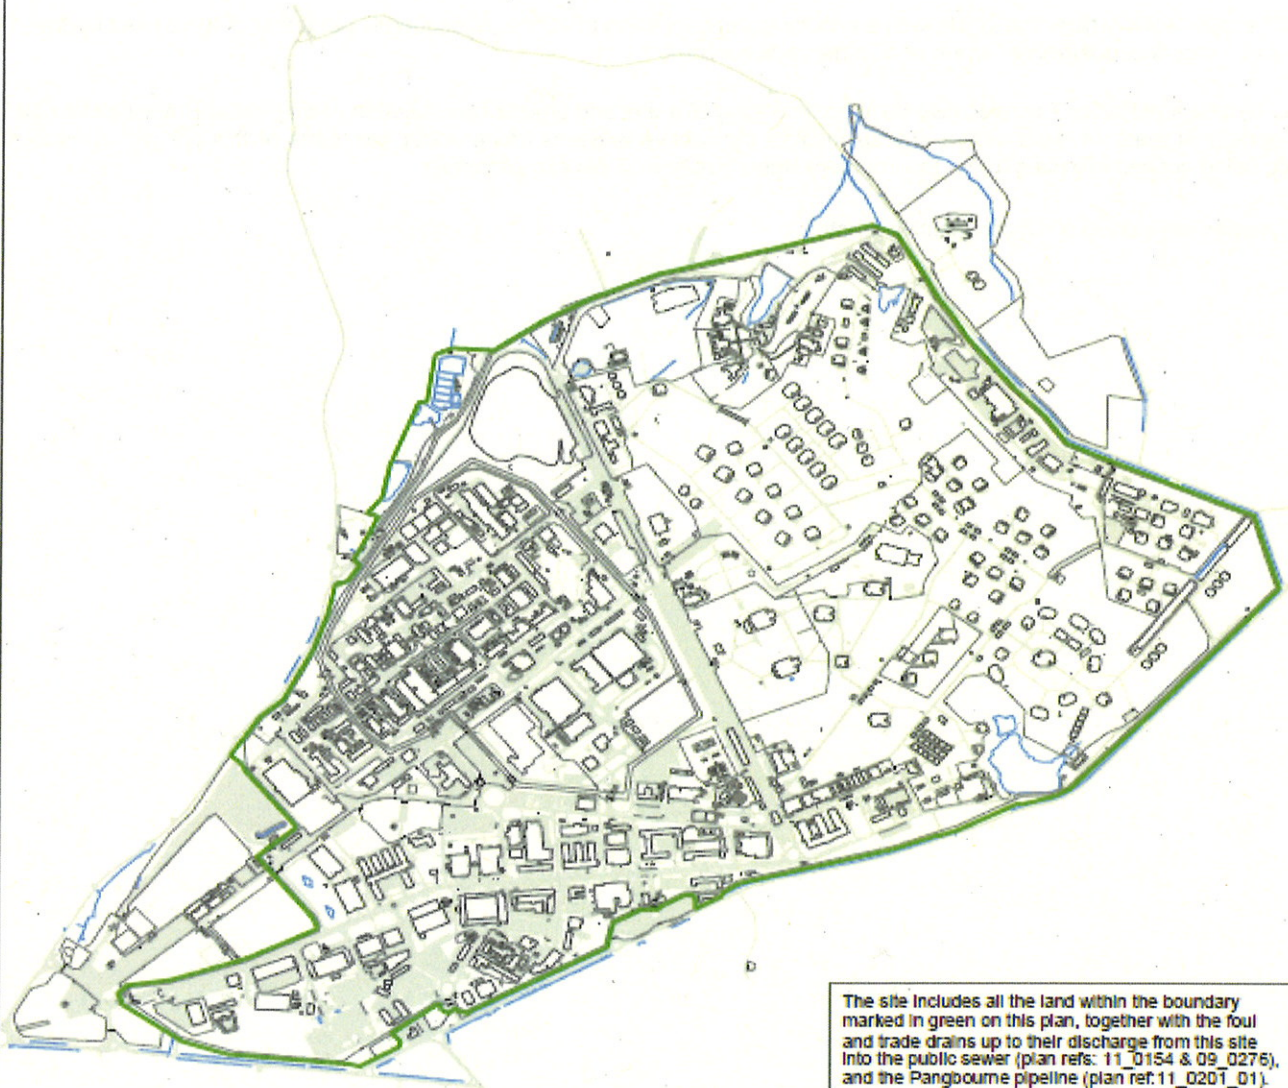 The site includes all the land within the boundary
marked in green on this plan, together with the foul
and trade drains up to their discharge from this site
into the public sewer (plan refs: 11_0154 & 09_0276),
and the Pangbourne pipeline (plan ref:11_0201_01).